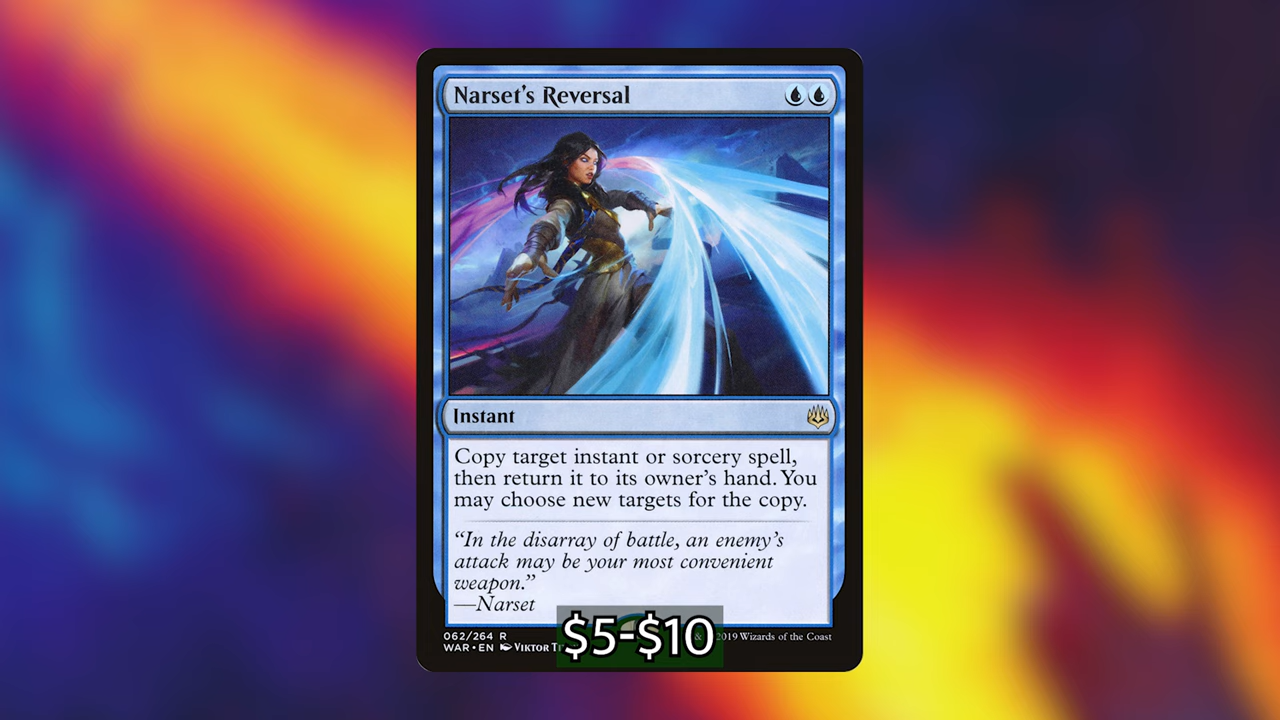 Narset's Reversal
Instant
Copy target instant or sorcery spell,
then return it to its owner's hand. You
may choose new targets for the copy.
“In the disarray of battle, an enemy's
attack may be your most convenient
weapon.”
—Narset
062/264 R
WAR • EN VIKTOR
& 2019 Wizards of the Coast
$5-$10